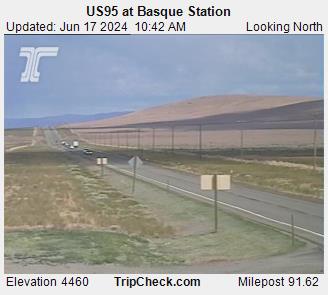 US95 at Basque Station
Updated: Jun 17 2024 10:42 AM Looking North
Elevation 4460 TripCheck.com Milepost 91.62